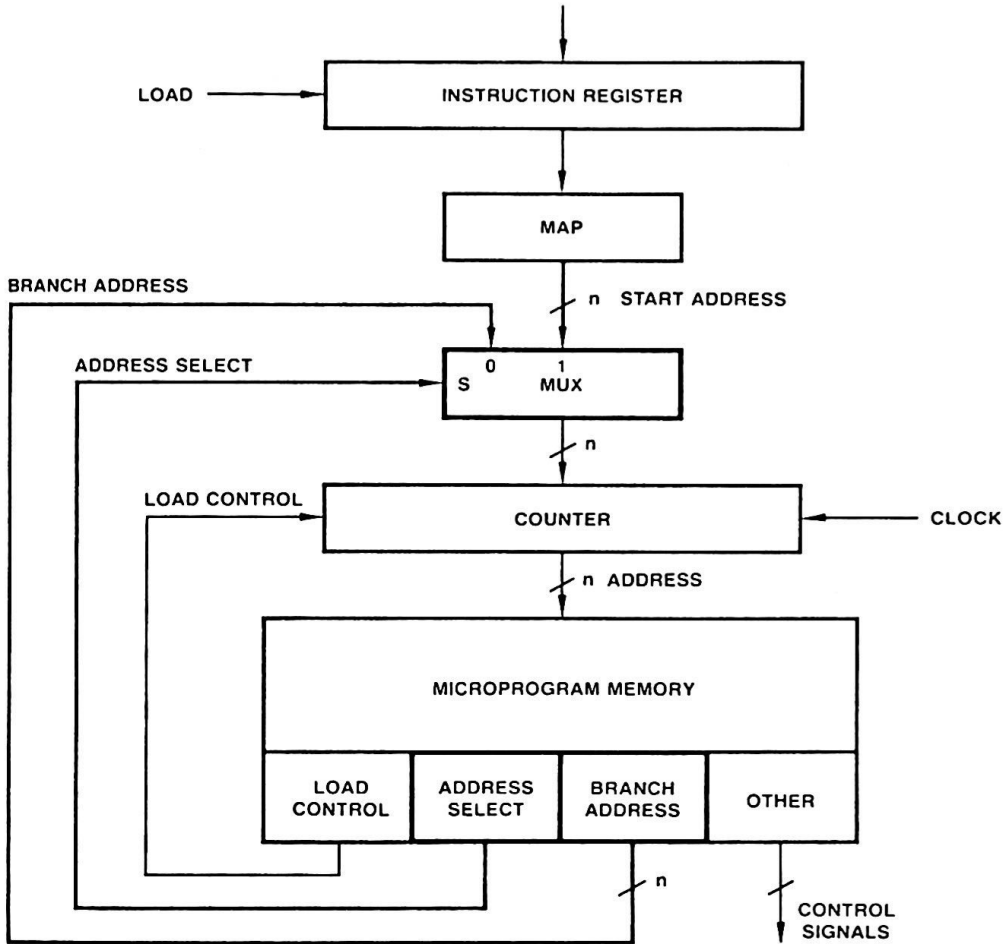 LOAD
INSTRUCTION REGISTER
MAP
BRANCH ADDRESS
n START ADDRESS
ADDRESS SELECT
0 1
S MUX
n
LOAD CONTROL
COUNTER
CLOCK
n ADDRESS
MICROPROGRAM MEMORY
LOAD
CONTROL
ADDRESS
SELECT
BRANCH
ADDRESS
OTHER
n
CONTROL
SIGNALS